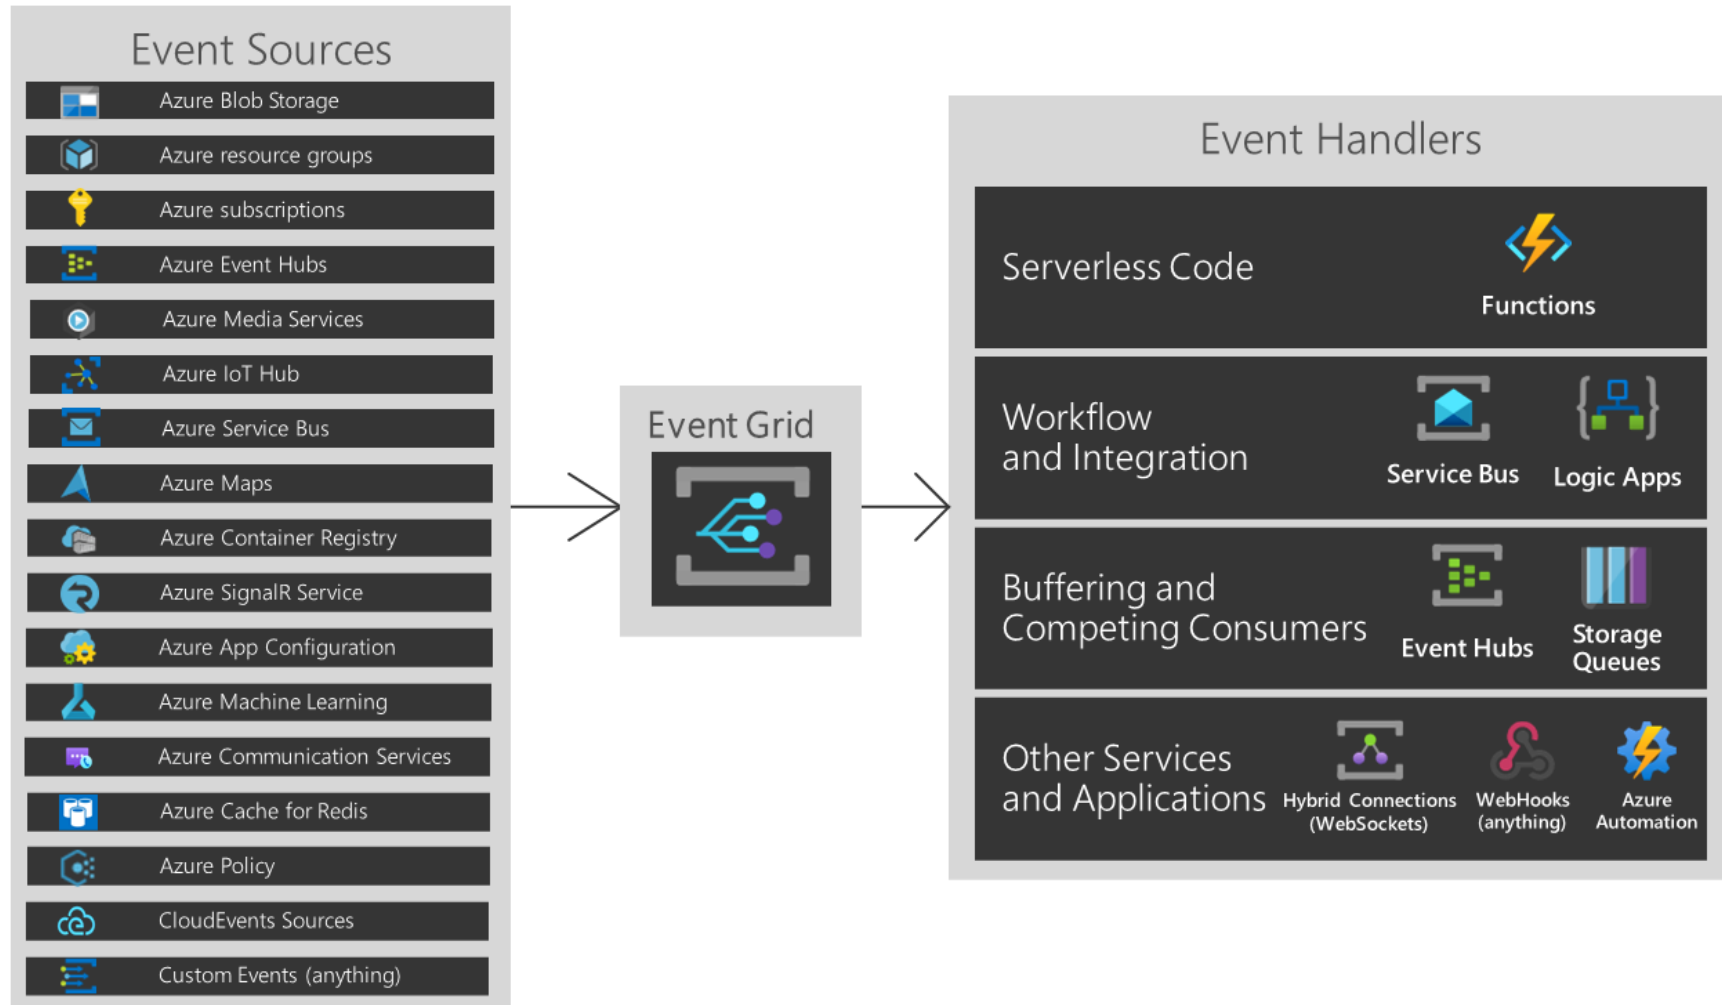 Event Sources
Azure Blob Storage
Azure resource groups
Azure subscriptions
Azure Event Hubs
Azure Media Services
Azure IoT Hub
Azure Service Bus
Azure Maps
Azure Container Registry
Azure SignalR Service
Azure App Configuration
Azure Machine Learning
Azure Communication Services
Azure Cache for Redis
Azure Policy
CloudEvents Sources
Custom Events (anything)
Event Grid
Event Handlers
Serverless Code
Functions
Workflow
and Integration
Service Bus
Logic Apps
Buffering and
Competing Consumers
Event Hubs
Storage
Queues
Other Services
and Applications
Hybrid Connections
(WebSockets)
WebHooks
(anything)
Azure
Automation